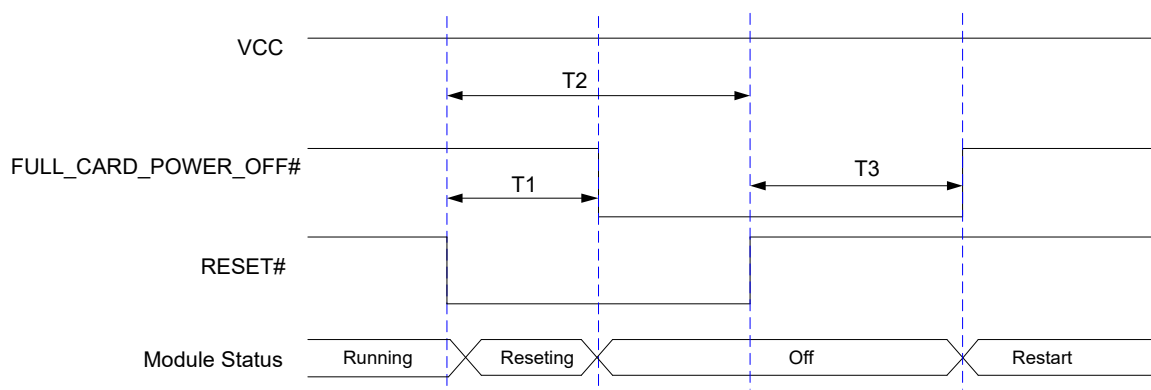 VCC
T2
FULL_CARD_POWER_OFF#
T1
T3
RESET#
Module Status
Running
Reseting
Off
Restart